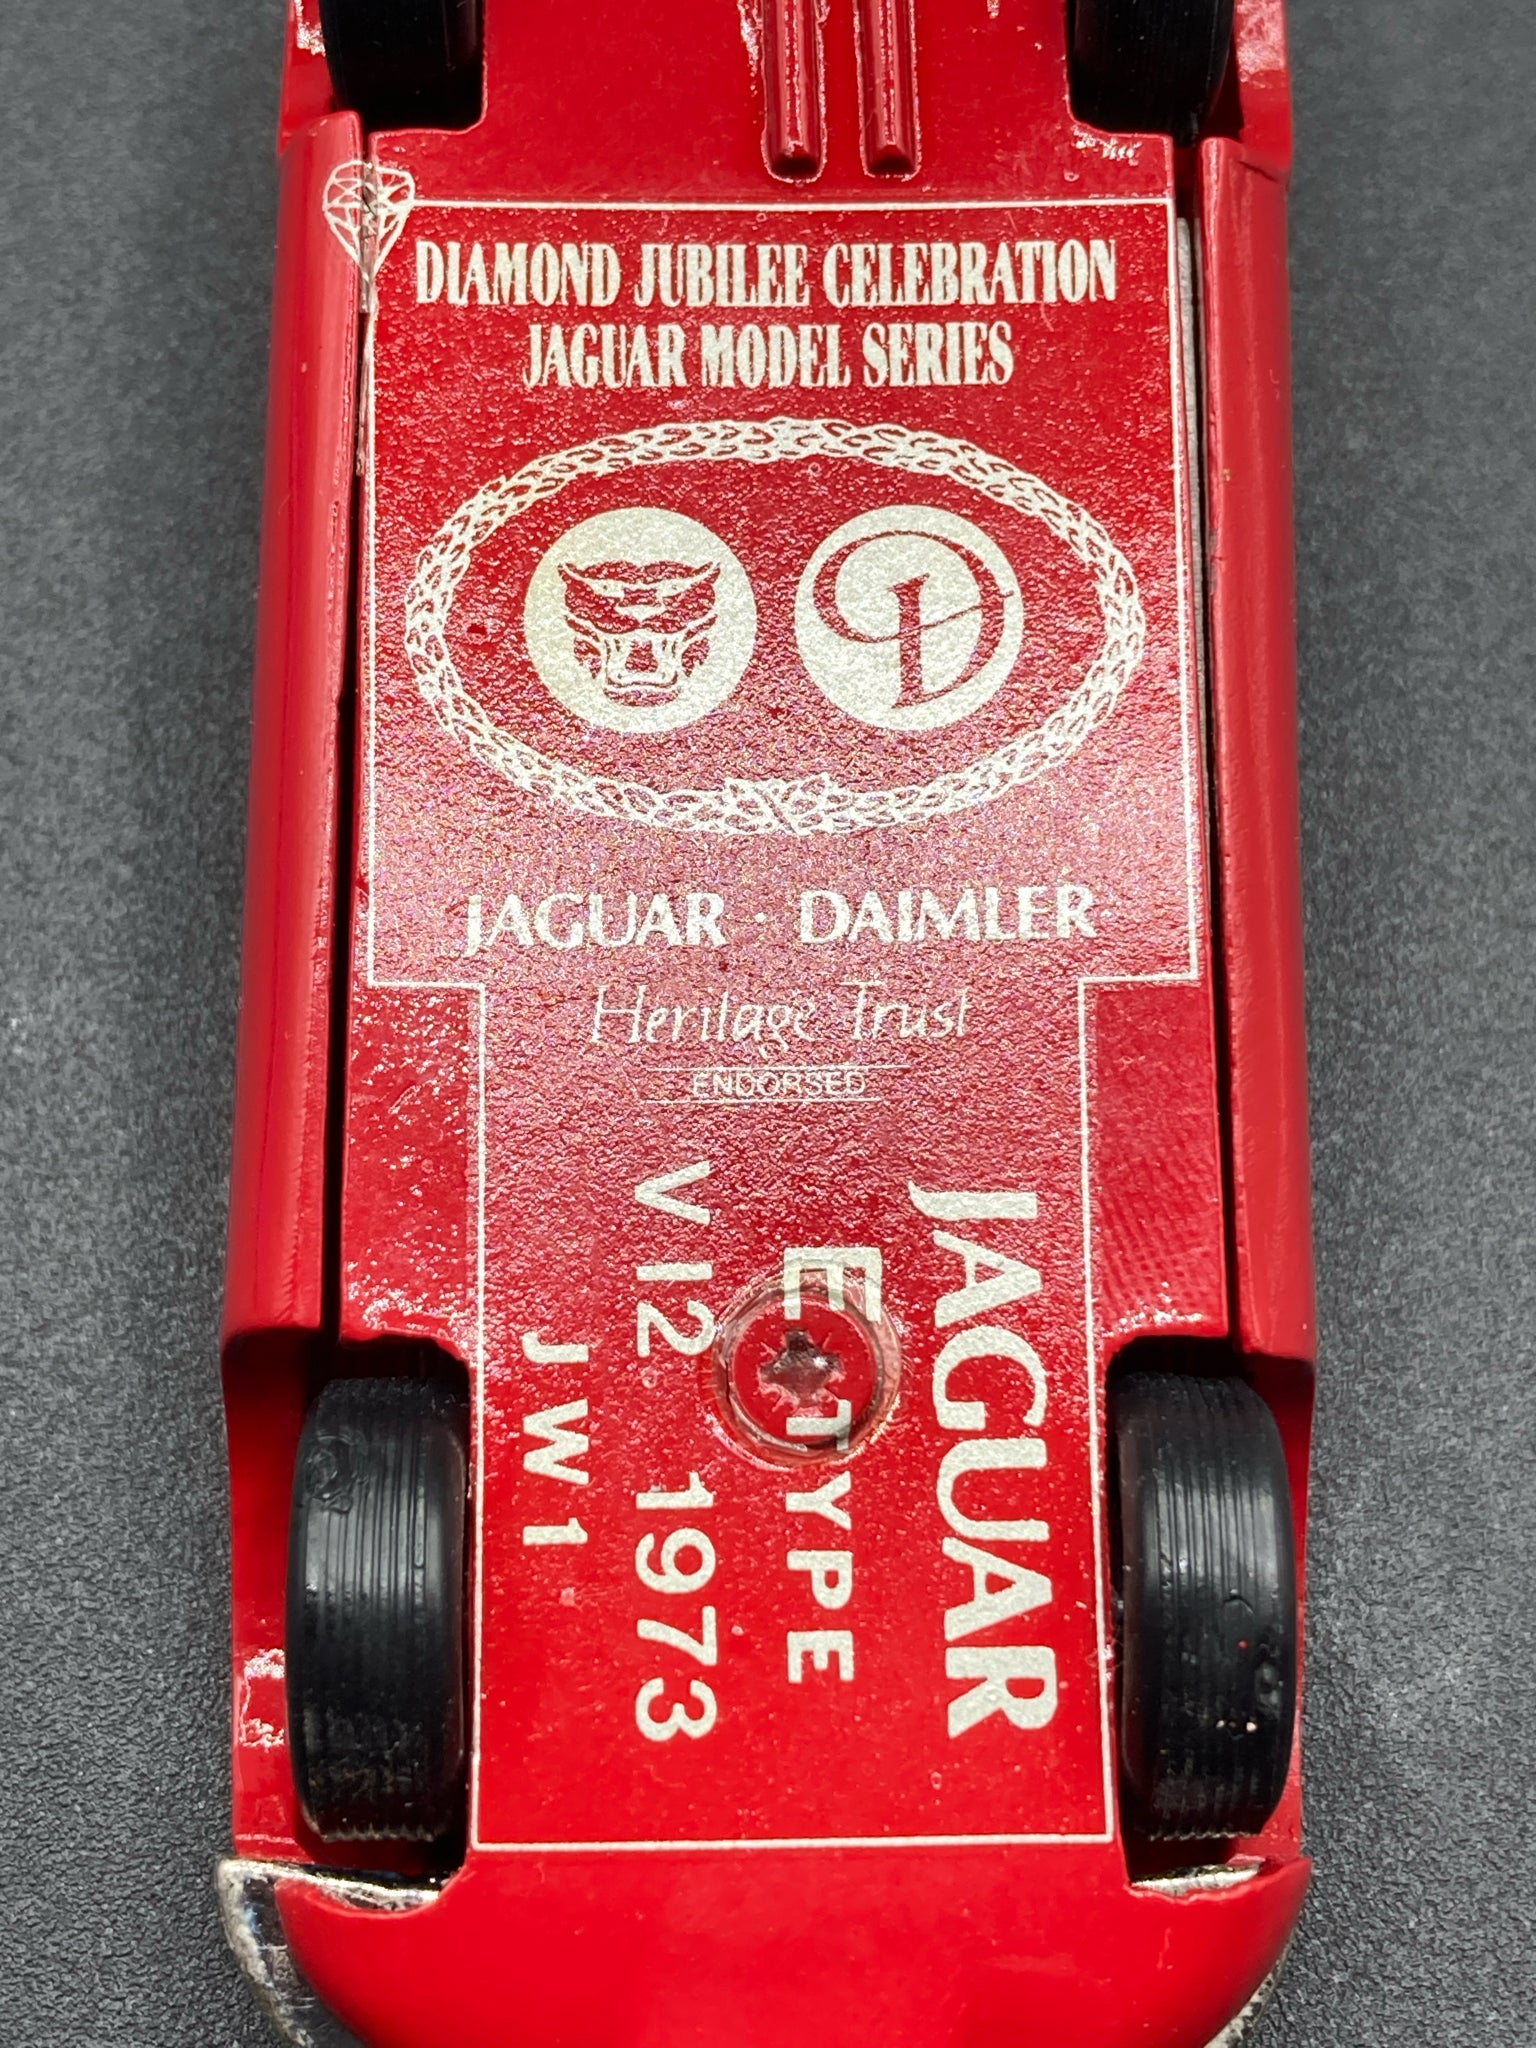 DIAMOND JUBILEE CELEBRATION
JAGUAR MODEL SERIES
D
JAGUAR · DAIMLER
Heritage Trust
ENDORSED
JAGUAR
E TYPE
V12 1973
JW1